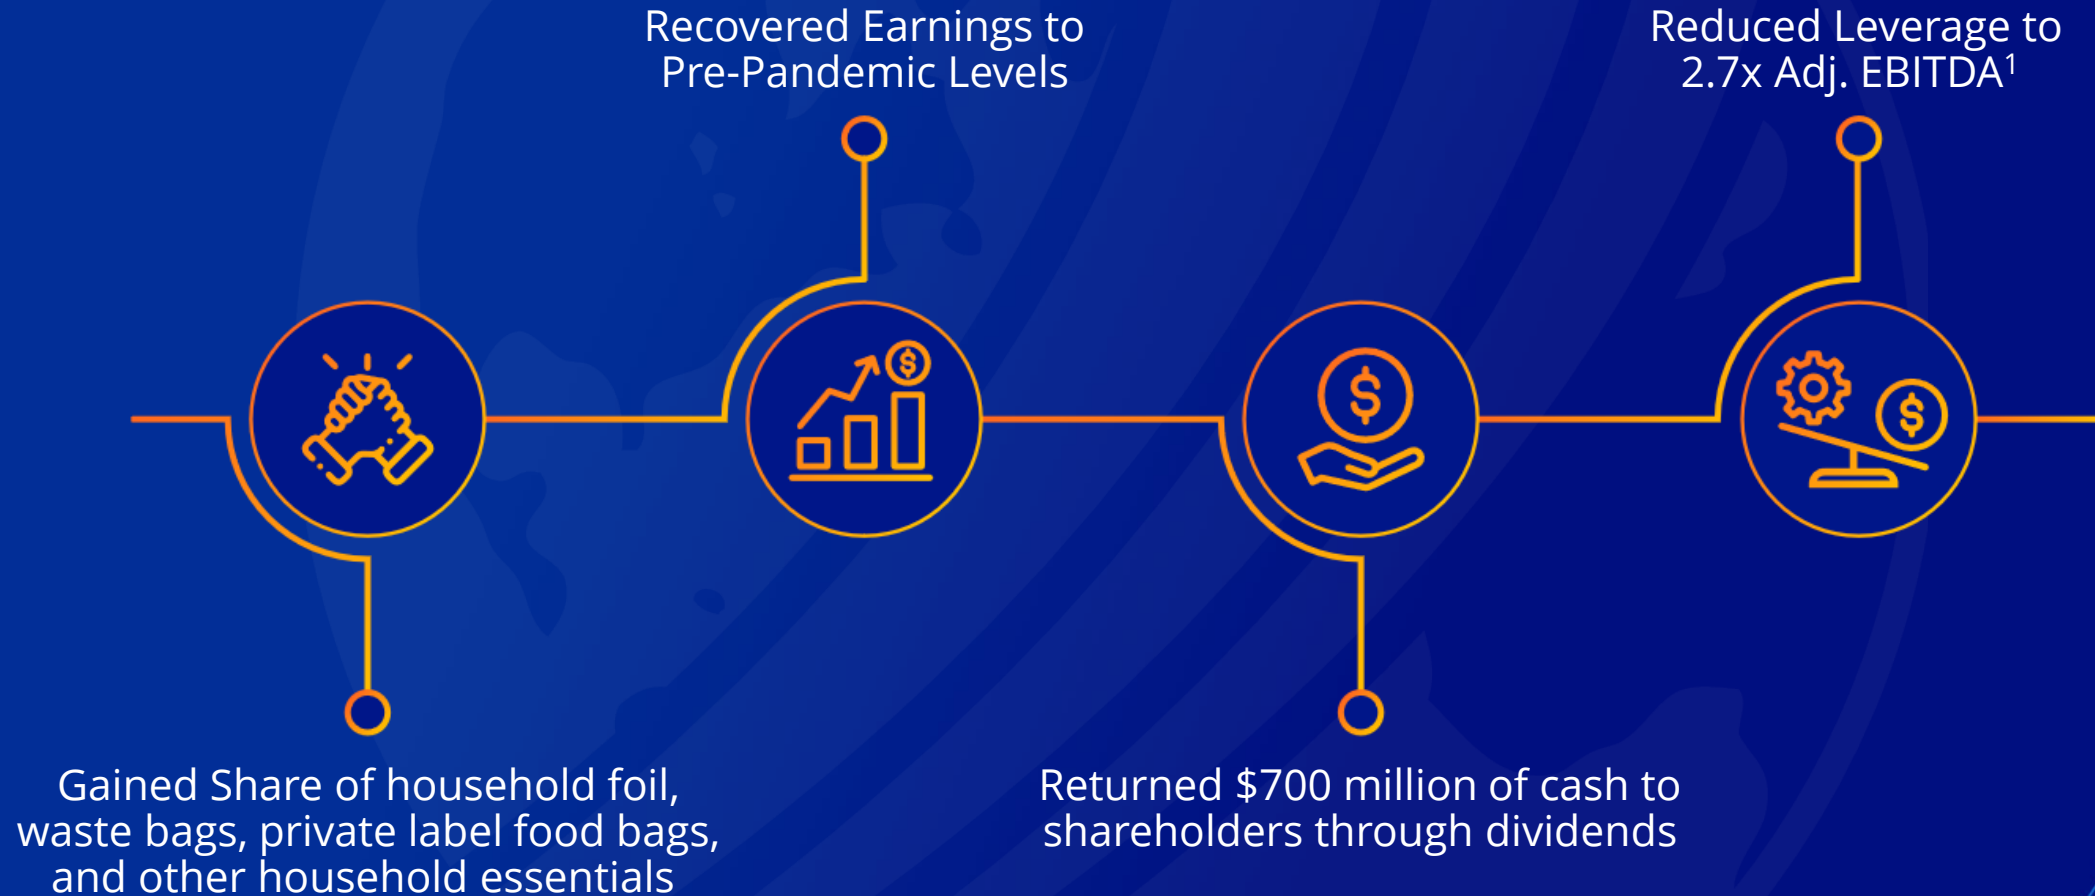 Recovered Earnings to
Pre-Pandemic Levels
Reduced Leverage to
2.7x Adj. EBITDA¹
$
$
$
Gained Share of household foil,
waste bags, private label food bags,
and other household essentials
Returned $700 million of cash to
shareholders through dividends